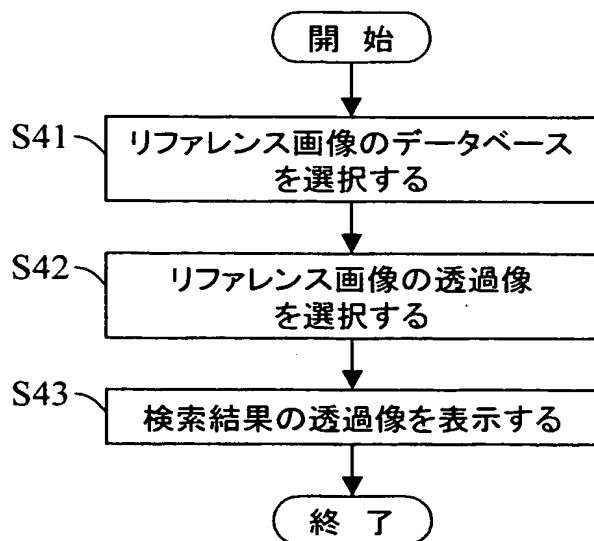 開 始
S41
リファレンス画像のデータベース
を選択する
S42
リファレンス画像の透過像
を選択する
S43
検索結果の透過像を表示する
終 了